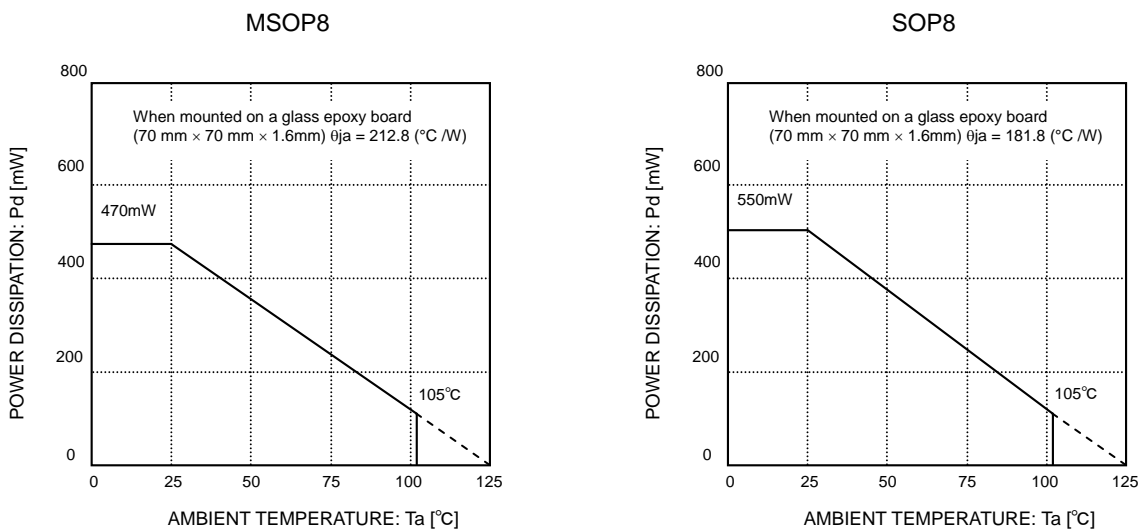 MSOP8
800
When mounted on a glass epoxy board
(70 mm × 70 mm × 1.6mm) θja = 212.8 (°C /W)
600
470mW
400
200
105°C
0
0 25 50 75 100 125
POWER DISSIPATION: Pd [mW]
AMBIENT TEMPERATURE: Ta [°C]
SOP8
800
When mounted on a glass epoxy board
(70 mm × 70 mm × 1.6mm) θja = 181.8 (°C /W)
600
550mW
400
200
105°C
0
0 25 50 75 100 125
POWER DISSIPATION: Pd [mW]
AMBIENT TEMPERATURE: Ta [°C]